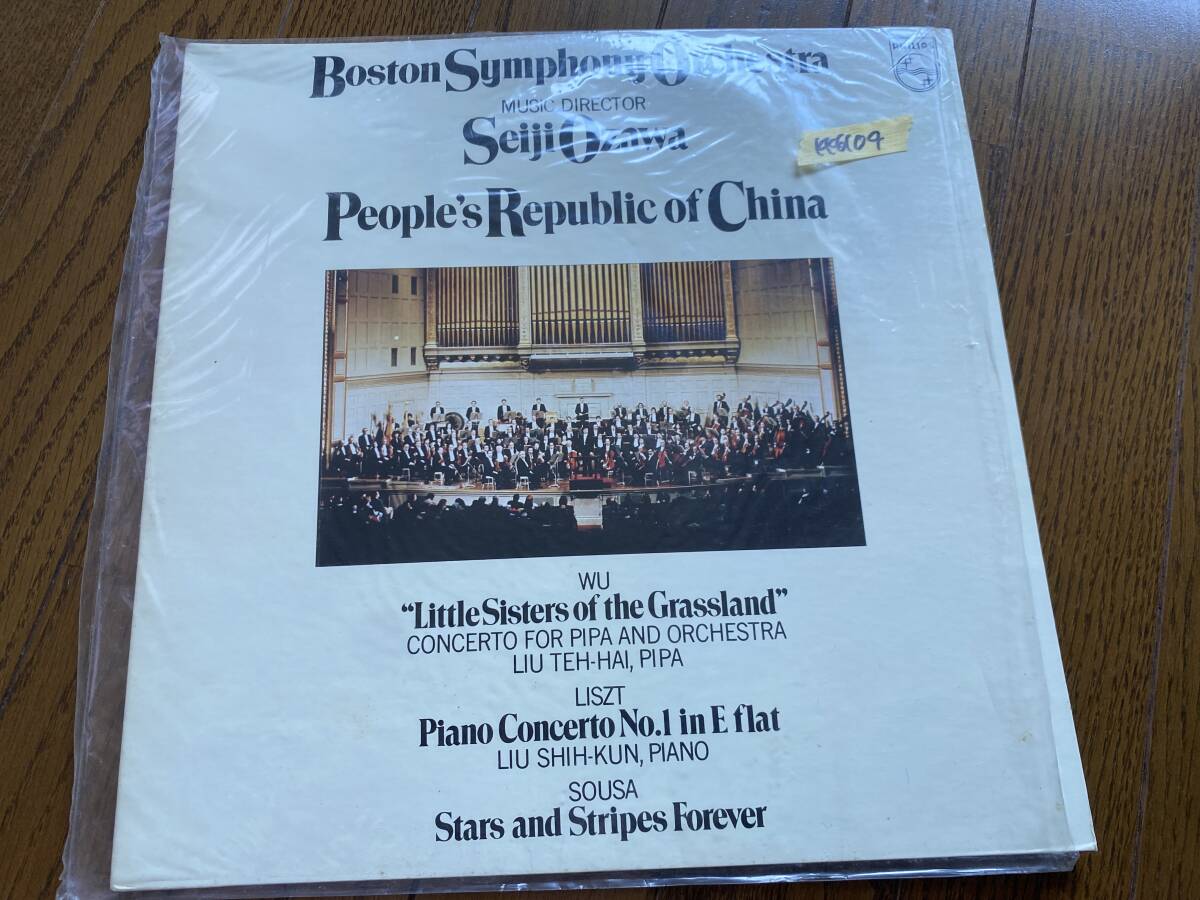 PHILIPS
Boston Symphony Orchestra
MUSIC DIRECTOR
Seiji Ozawa
People's Republic of China
WU
“Little Sisters of the Grassland”
CONCERTO FOR PIPA AND ORCHESTRA
LIU TEH-HAI, PIPA
LISZT
Piano Concerto No.1 in E flat
LIU SHIH-KUN, PIANO
SOUSA
Stars and Stripes Forever